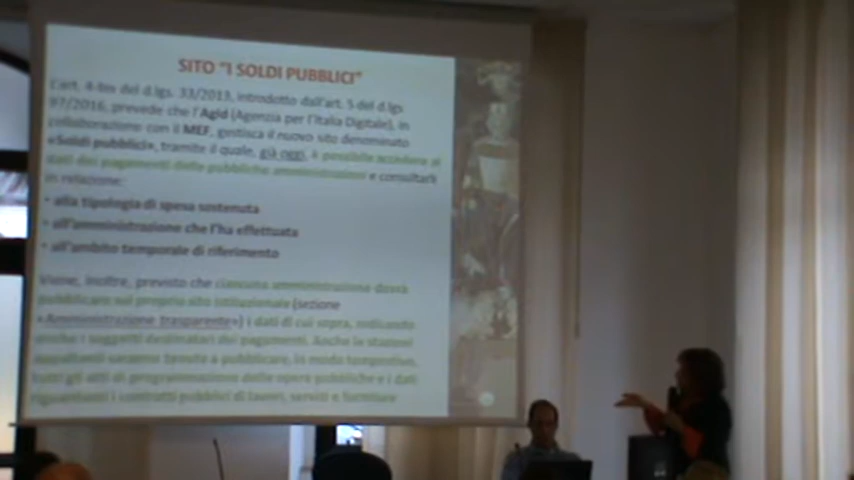 SITO "I SOLDI PUBBLICI"
L'art. 4-bis del d.lgs. 33/2013, introdotto dall'art. 5 del d.lgs
97/2016, prevede che l'Agid (Agenzia per l'Italia Digitale), in
collaborazione con il MEF, gestisca il nuovo sito denominato
«Soldi pubblici», tramite il quale, già oggi, è possibile accedere ai
dati dei pagamenti delle pubbliche amministrazioni e consultarli
in relazione:
• alla tipologia di spesa sostenuta
• all'amministrazione che l'ha effettuata
• all'ambito temporale di riferimento
Viene, inoltre, previsto che ciascuna amministrazione dovrà
pubblicare sul proprio sito istituzionale (sezione
«Amministrazione trasparente») i dati di cui sopra, indicando
anche i soggetti destinatari dei pagamenti. Anche le stazioni
appaltanti saranno tenute a pubblicare, in modo tempestivo,
tutti gli atti di programmazione delle opere pubbliche e i dati
riguardanti i contratti pubblici di lavori, servizi e forniture